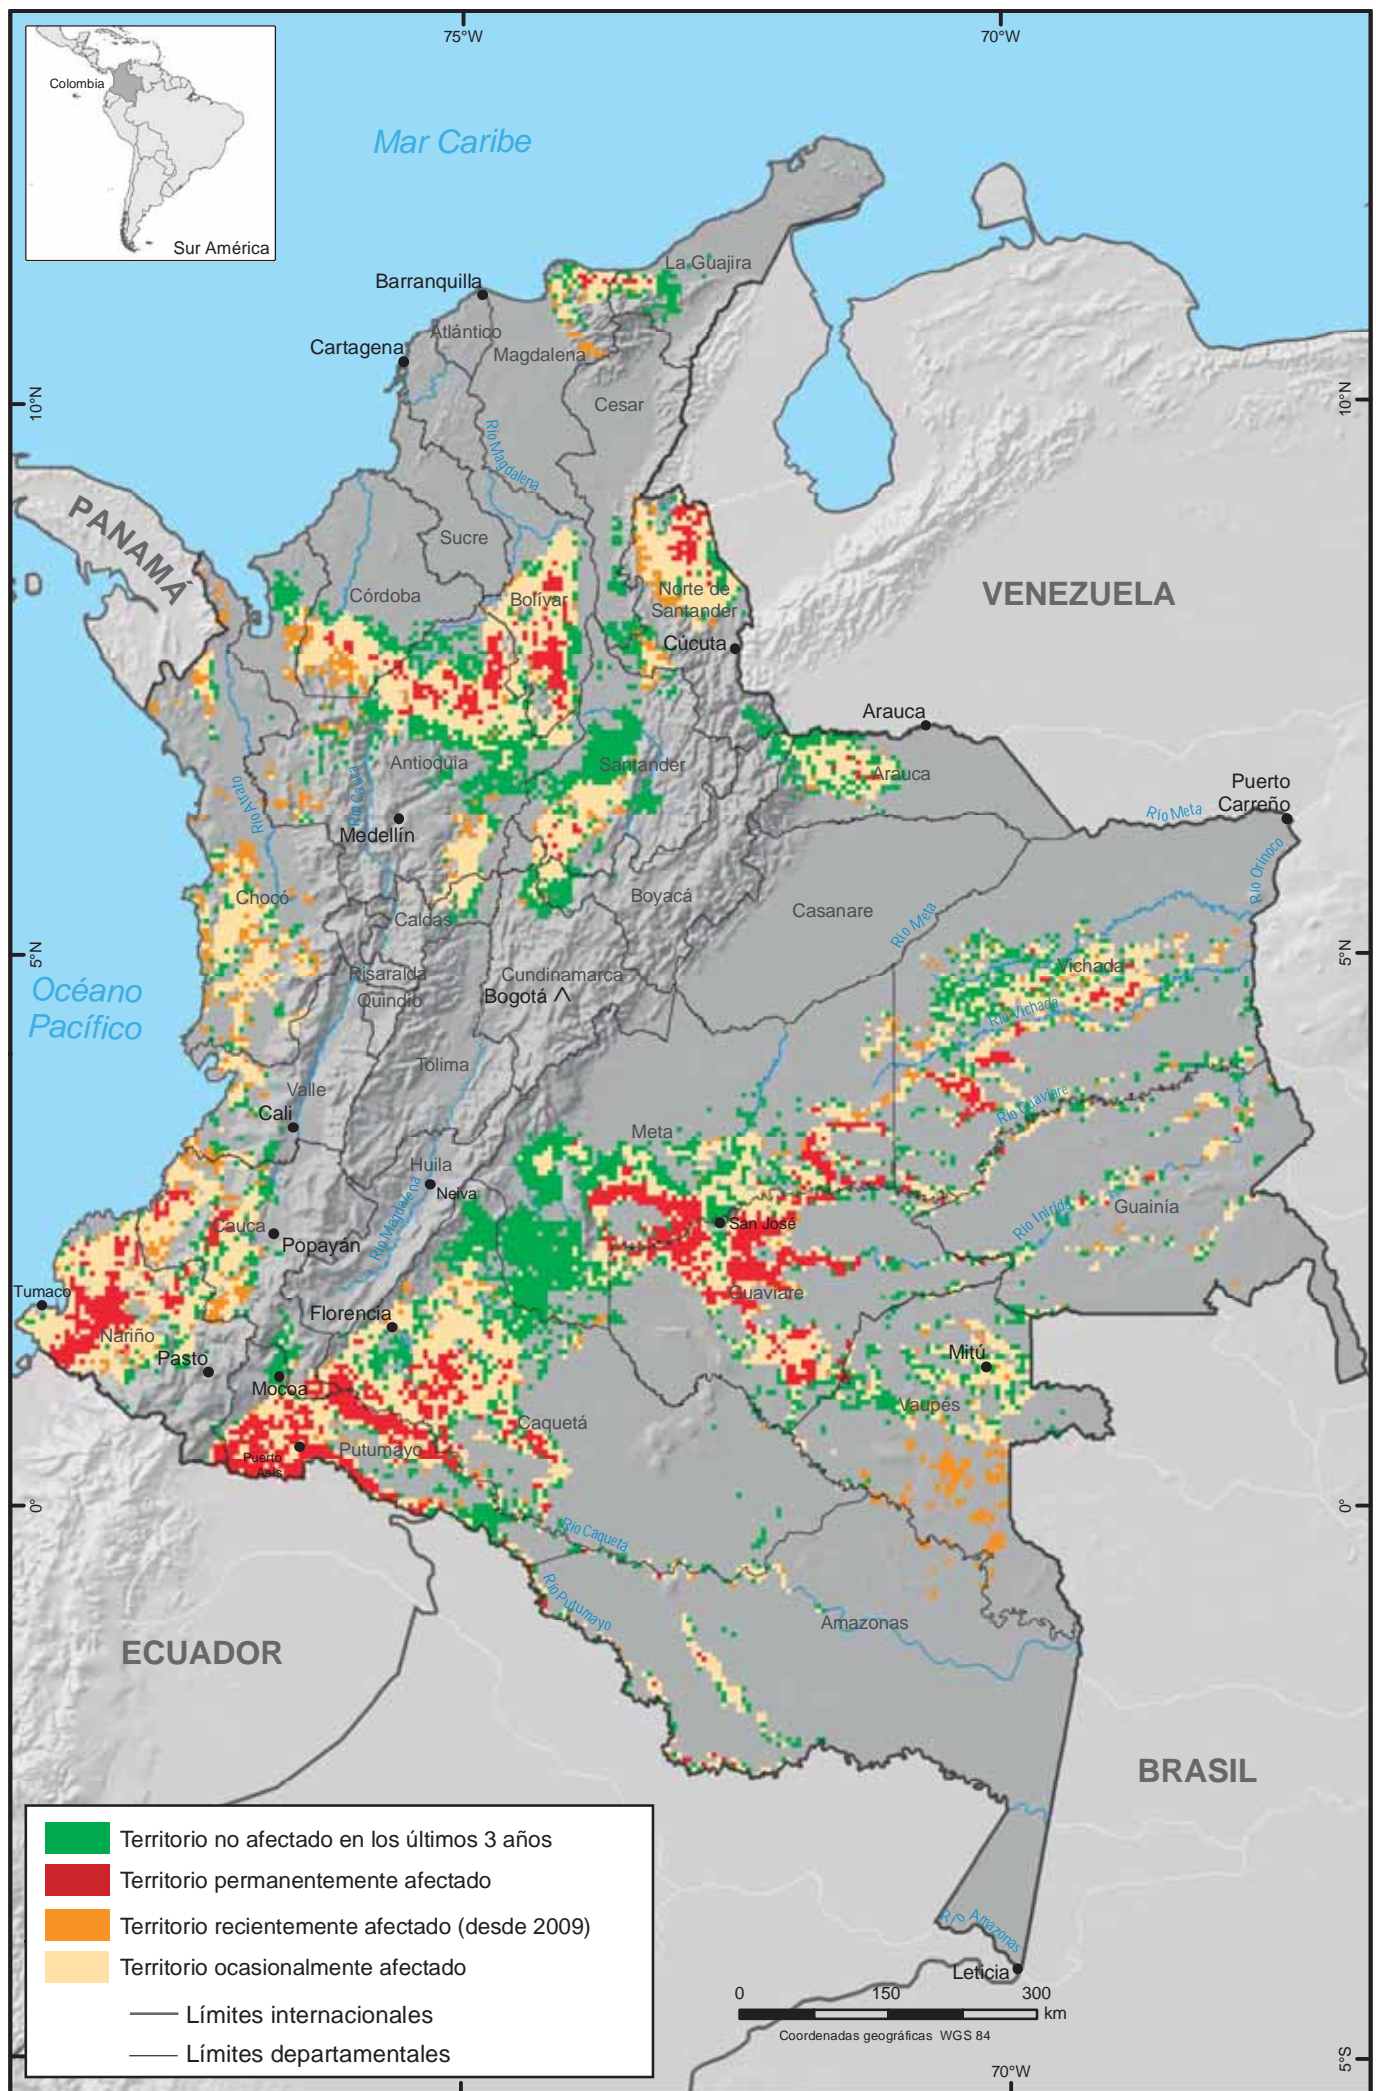 75°W
70°W
Colombia
Sur América
Mar Caribe
La Guajira
Barranquilla
Atlántico
Magdalena
Cartagena
Cesar
10°N
10°N
Río Magdalena
PANAMÁ
Sucre
Córdoba
Bolívar
Norte de
Santander
VENEZUELA
Cúcuta
Arauca
Antioquia
Santander
Arauca
Puerto
Carreño
Río Atrato
Río Cauca
Río Meta
Medellín
Río Orinoco
Chocó
Boyacá
Caldas
Casanare
Río Meta
5°N
5°N
Océano
Pacífico
Risaralda
Quindío
Cundinamarca
Bogotá
Vichada
Río Vichada
Tolima
Valle
Cali
Río Guaviare
Meta
Huila
Neiva
Río Magdalena
Cauca
Popayán
San José
Río Inírida
Guainía
Tumaco
Florencia
Guaviare
Nariño
Pasto
Mocoa
Mitú
Vaupés
Caquetá
Putumayo
Puerto
Asís
0°
0°
Río Caquetá
Río Putumayo
Amazonas
ECUADOR
BRASIL
Territorio no afectado en los últimos 3 años
Territorio permanentemente afectado
Territorio recientemente afectado (desde 2009)
Territorio ocasionalmente afectado
Límites internacionales
Límites departamentales
Río Amazonas
Leticia
0 150 300
km
Coordenadas geográficas WGS 84
5°S
70°W